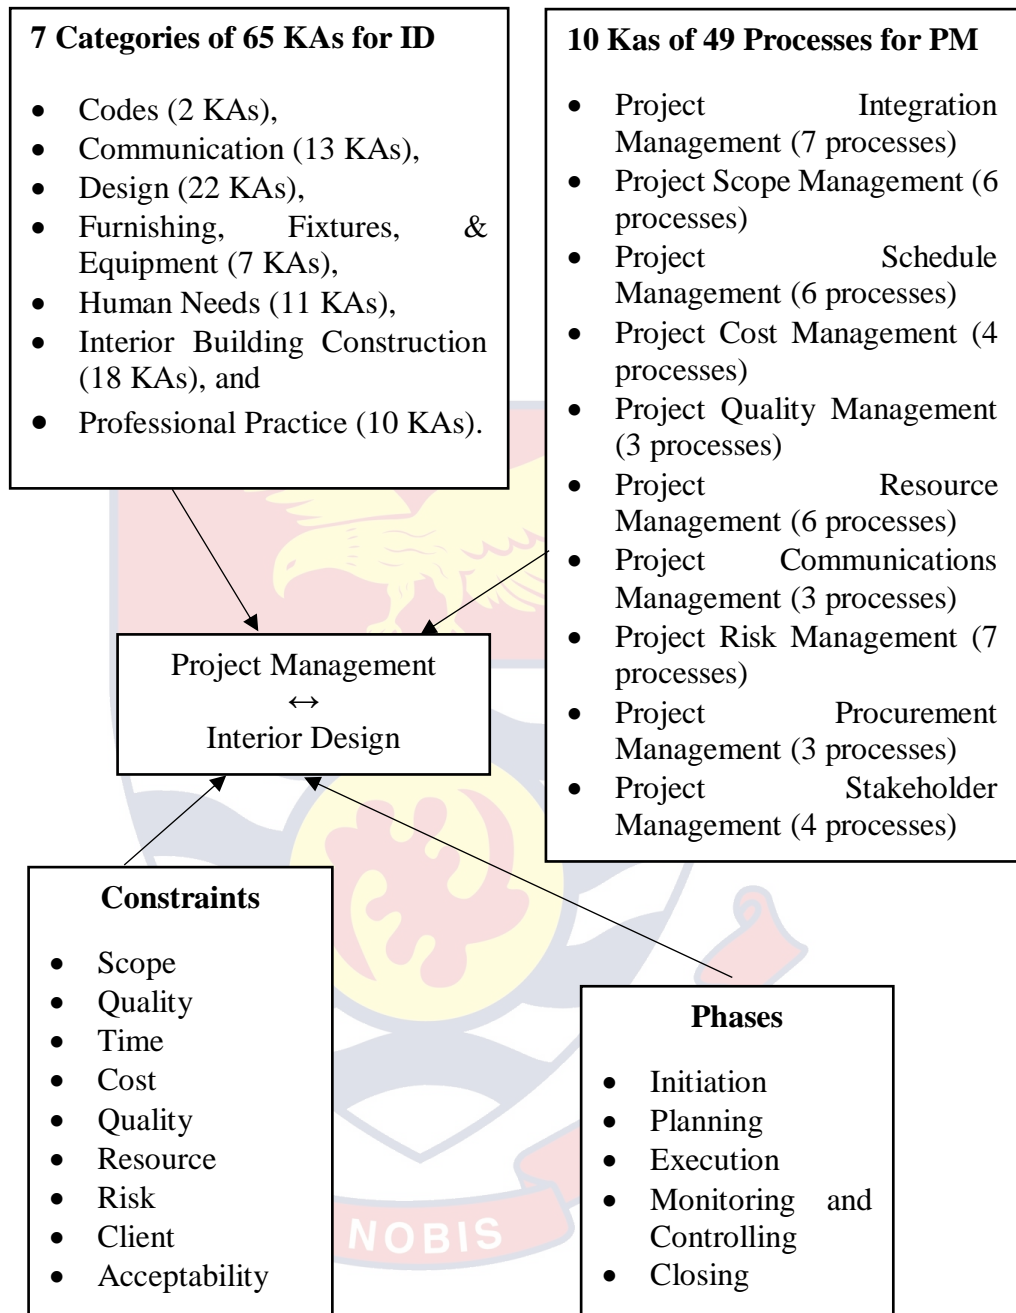 7 Categories of 65 KAs for ID
• Codes (2 KAs),
• Communication (13 KAs),
• Design (22 KAs),
• Furnishing, Fixtures, &
Equipment (7 KAs),
• Human Needs (11 KAs),
• Interior Building Construction
(18 KAs), and
• Professional Practice (10 KAs).
10 Kas of 49 Processes for PM
• Project Integration
Management (7 processes)
• Project Scope Management (6
processes)
• Project Schedule
Management (6 processes)
• Project Cost Management (4
processes)
• Project Quality Management
(3 processes)
• Project Resource
Management (6 processes)
• Project Communications
Management (3 processes)
• Project Risk Management (7
processes)
• Project Procurement
Management (3 processes)
• Project Stakeholder
Management (4 processes)
Project Management
↔
Interior Design
Constraints
• Scope
• Quality
• Time
• Cost
• Quality
• Resource
• Risk
• Client
• Acceptability
Phases
• Initiation
• Planning
• Execution
• Monitoring and
Controlling
• Closing
NOBIS